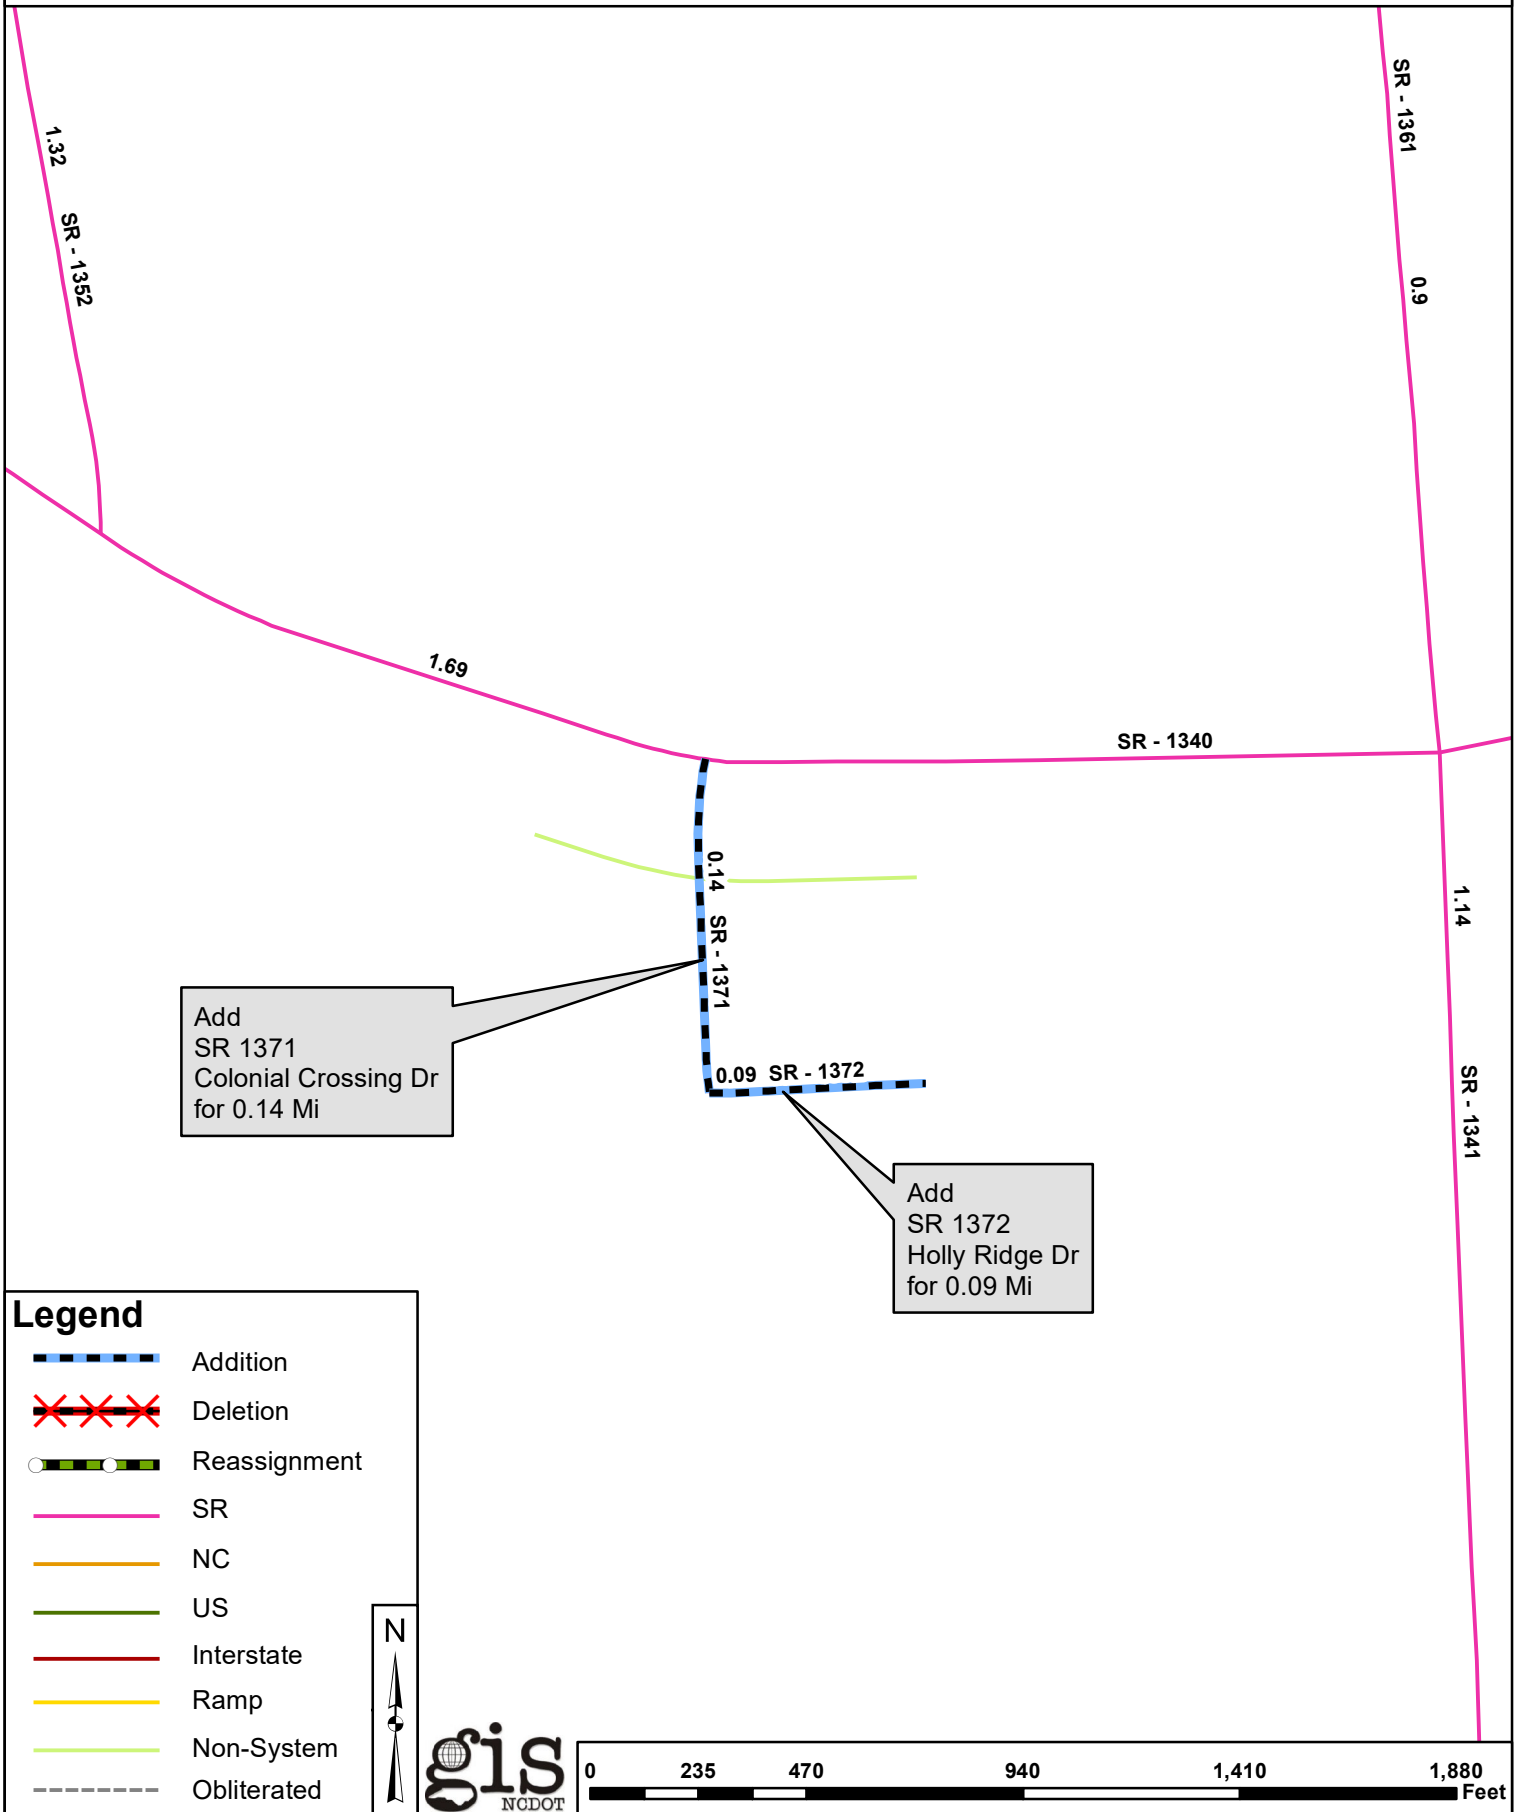 SR - 1361
1.32
SR - 1352
0.9
1.69
SR - 1340
0.14
SR - 1371
1.14
Add
SR 1371
Colonial Crossing Dr
for 0.14 Mi
0.09 SR - 1372
SR - 1341
Add
SR 1372
Holly Ridge Dr
for 0.09 Mi
Legend
Addition
Deletion
Reassignment
SR
NC
US
Interstate
Ramp
Non-System
Obliterated
N
gis
NCDOT
0 235 470 940 1,410 1,880
Feet